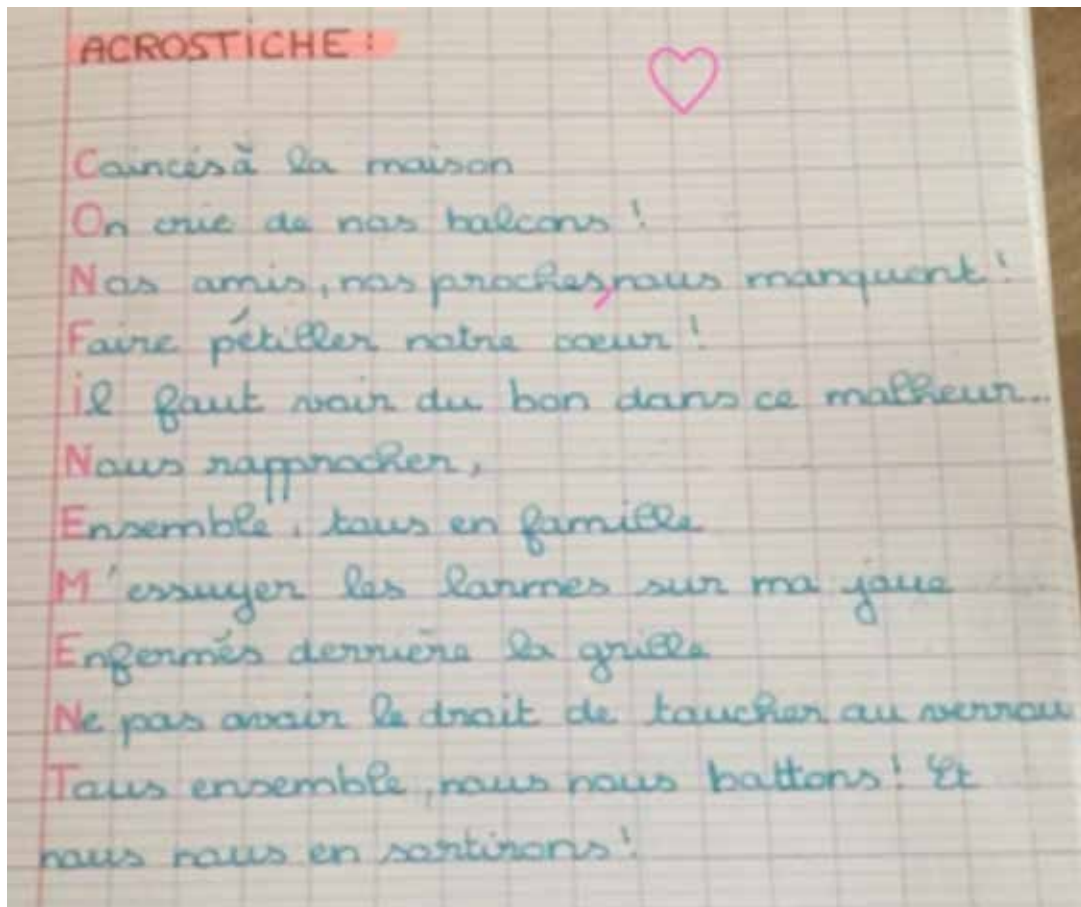 ACROSTICHE :
Coincés à la maison
On crie de nos balcons !
Nos amis, nos proches, nous manquent !
Faire pétiller notre coeur !
il faut voir du bon dans ce malheur...
Nous rapprocher,
Ensemble, tous en famille
M'essuyer les larmes sur ma joue
Enfermés derrière la grille
Ne pas avoir le droit de toucher au verrou
Tous ensemble, nous nous battons ! Et
nous nous en sortirons !